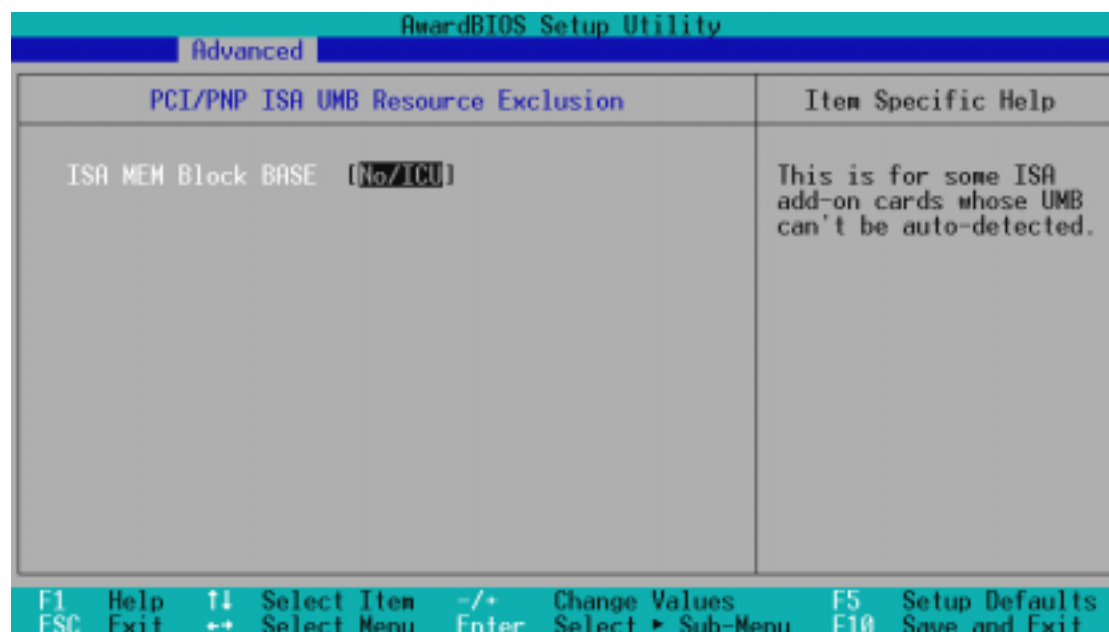 AwardBIOS Setup Utility
Advanced
PCI/PNP ISA UMB Resource Exclusion
Item Specific Help
ISA MEM Block BASE [No/ICU]
This is for some ISA
add-on cards whose UMB
can't be auto-detected.
F1 Help ↑↓ Select Item -/+ Change Values F5 Setup Defaults
ESC Exit ←→ Select Menu Enter Select ► Sub-Menu F10 Save and Exit